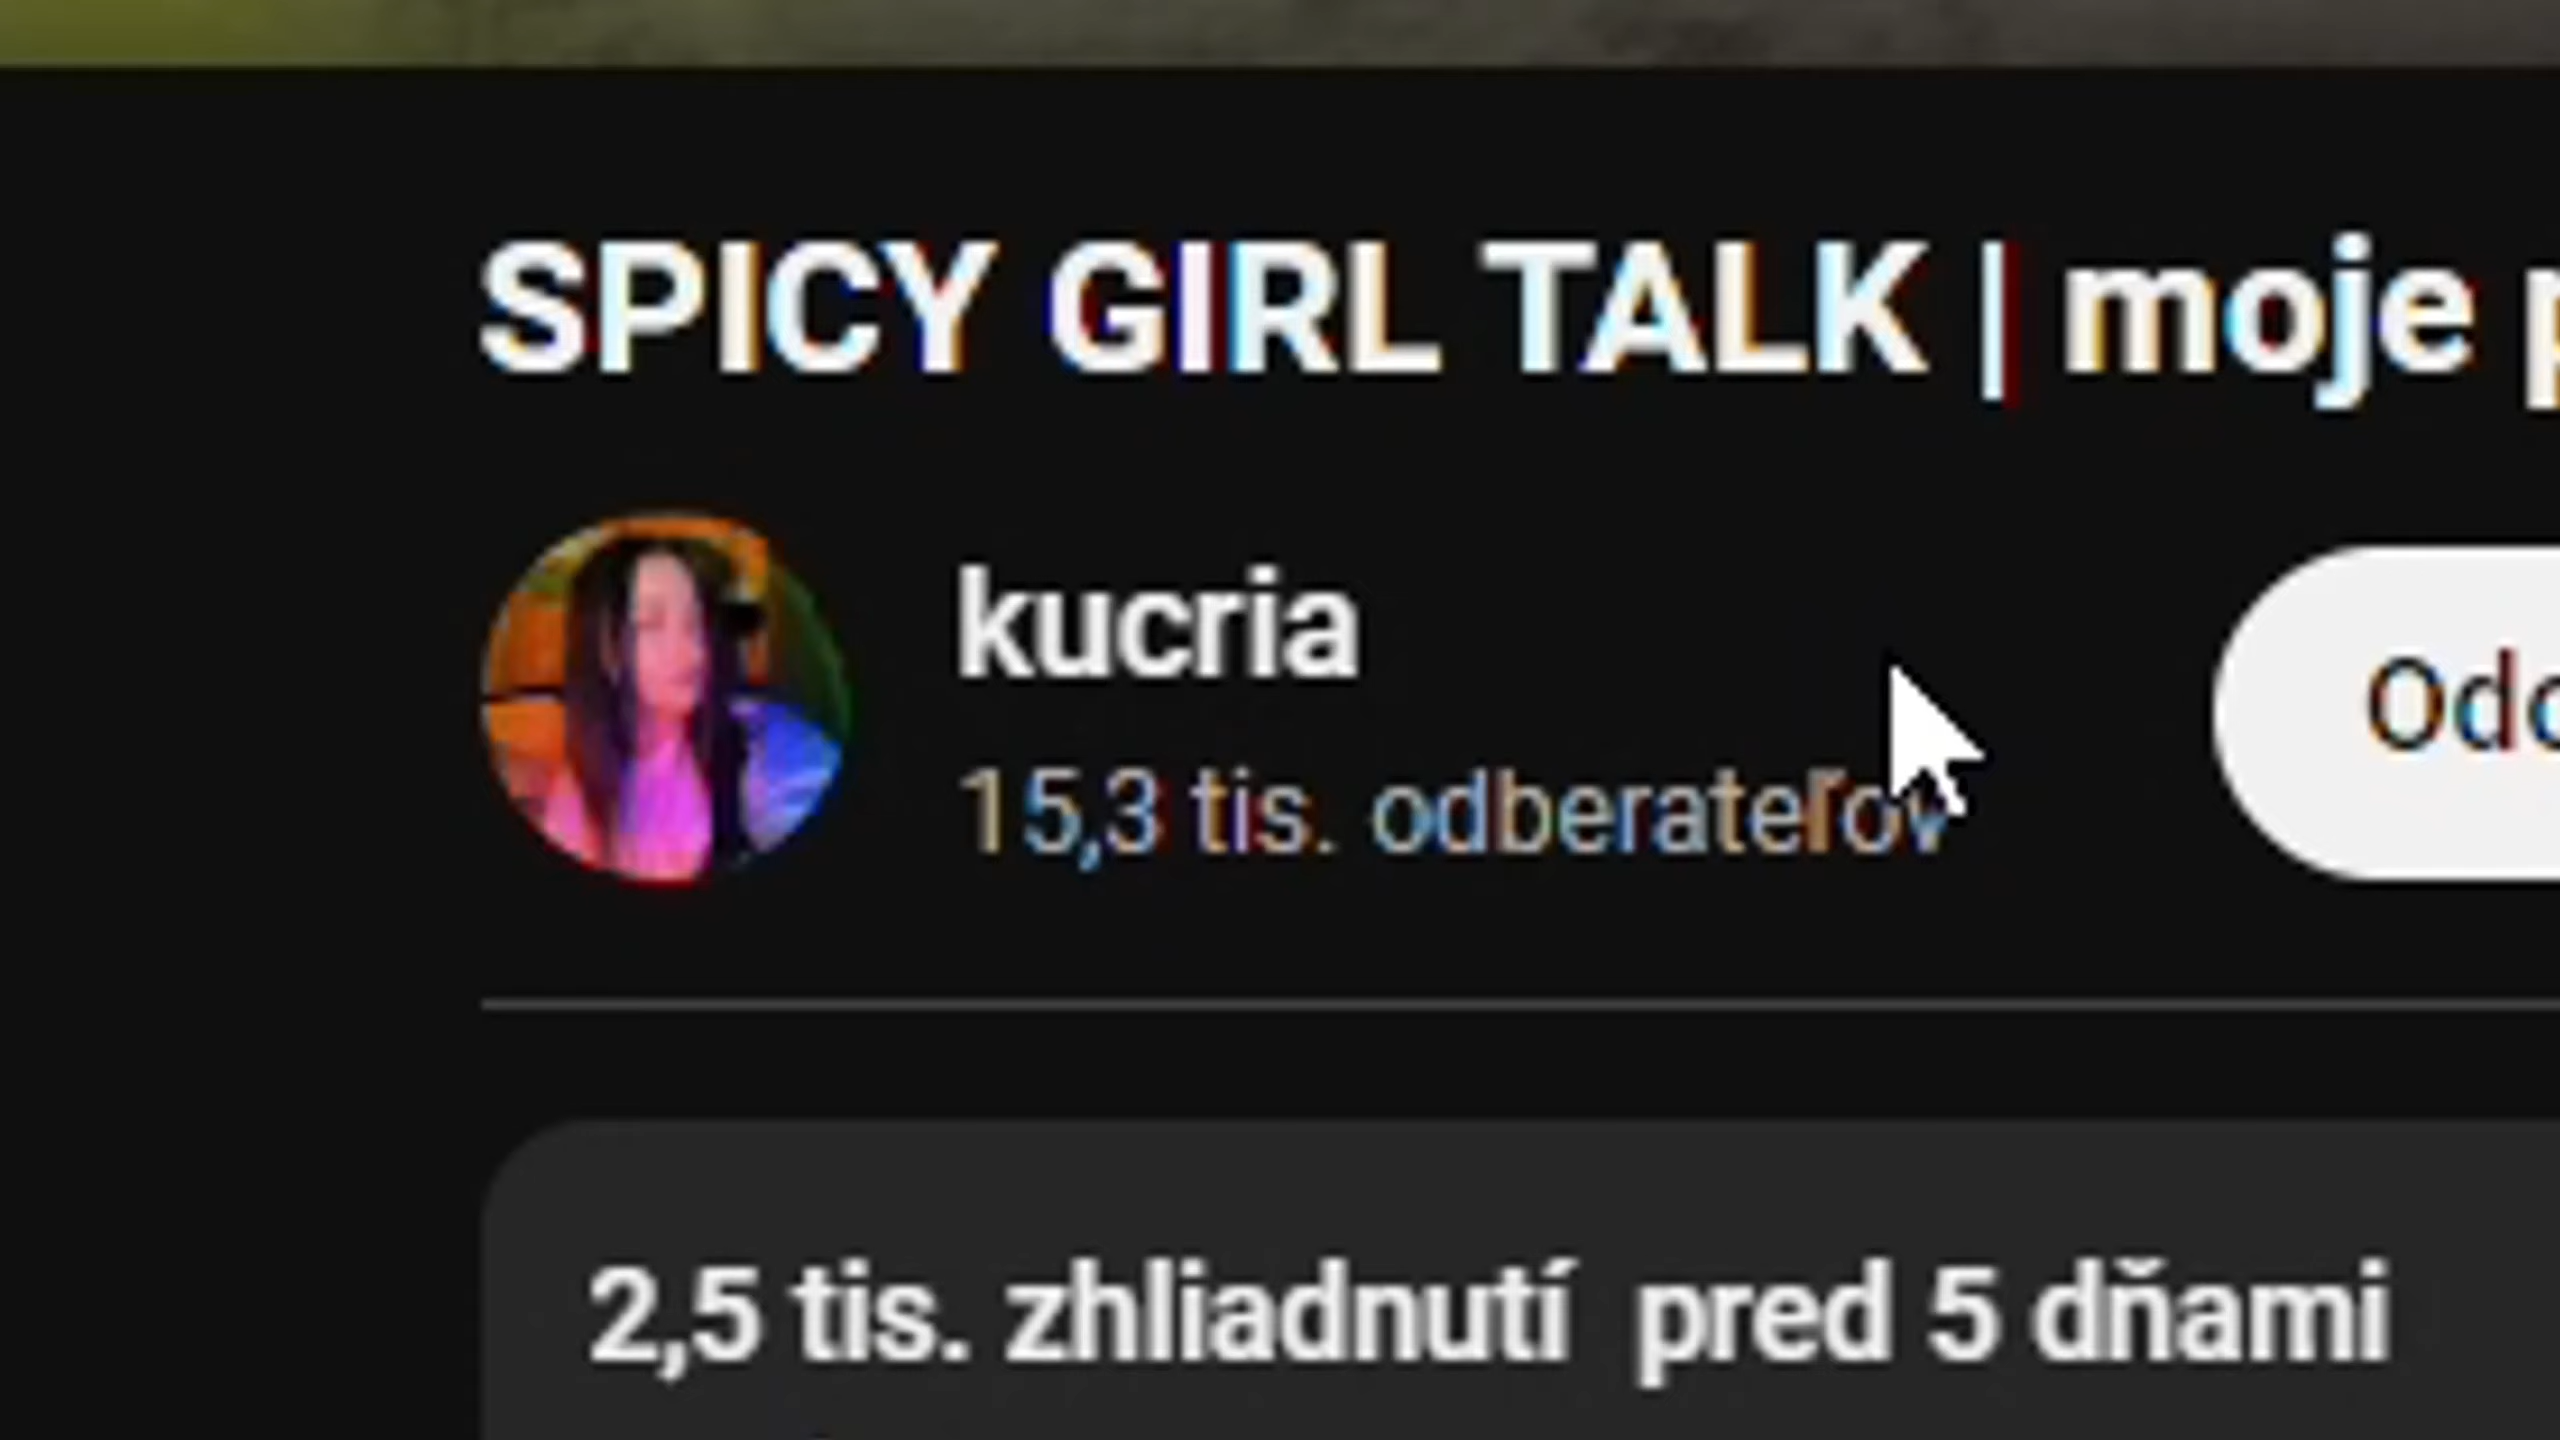 SPICY GIRL TALK | moje
kucria
15,3 tis. odberateľov
2,5 tis. zhliadnutí pred 5 dňami